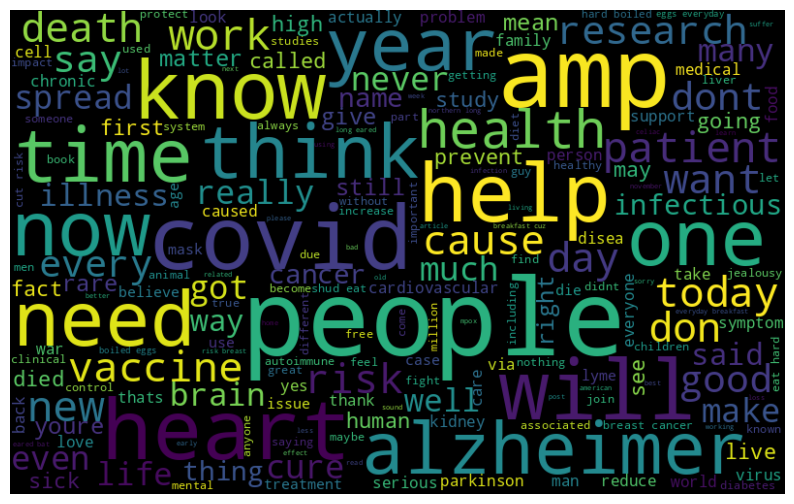 protect
look
actually
problem
hard boiled
eggs everyday
suffer
death
work
year
high
mean
research
say
cell
used
studies
impact
matter
called
family
many
next
made
lot
chronic
know
never
getting
amp
medical
liver
spread
name
study
dont
food
someone
first
system
give
part
diet
support
going
always
long eared
northern long
time
think
health
patient
book
prevent
person
cut risk
still
guy
healthy
may
let
illness
really
want
infection
age
without
infectious
caused
increase
important
living
now
covid
help
one
please
article
breakfast cuz
mask
due
cause
disea
men
every
bad
day
find
animal
related
cancer
much
take
jealousy
rare
old
fact
got
become
shud eat
cardiovascular
die
didnt
today
better
believe
true
different
come
right
everyone
everyday breakfast
sorry
need
people
including
don
way
use
mpox
symptom
war
free
million
children
clinical
boiled eggs
risk breast
autoimmune
feel
case
via
nothing
said
eat hard
died
vaccine
great
lyme
control
brain
risk
fight
will
see
good
thats
yes
well
care
american
new
youre
issue
thank
join
make
back
heart
human
kidney
associated
breast cancer
known
love
anyone
saying
maybe
less
sound
post
working
even
alzheimer
live
early
effect
sick
life
thing
cure
serious
parkinson
man
reduce
world
virus
mental
treatment
read
diabetes